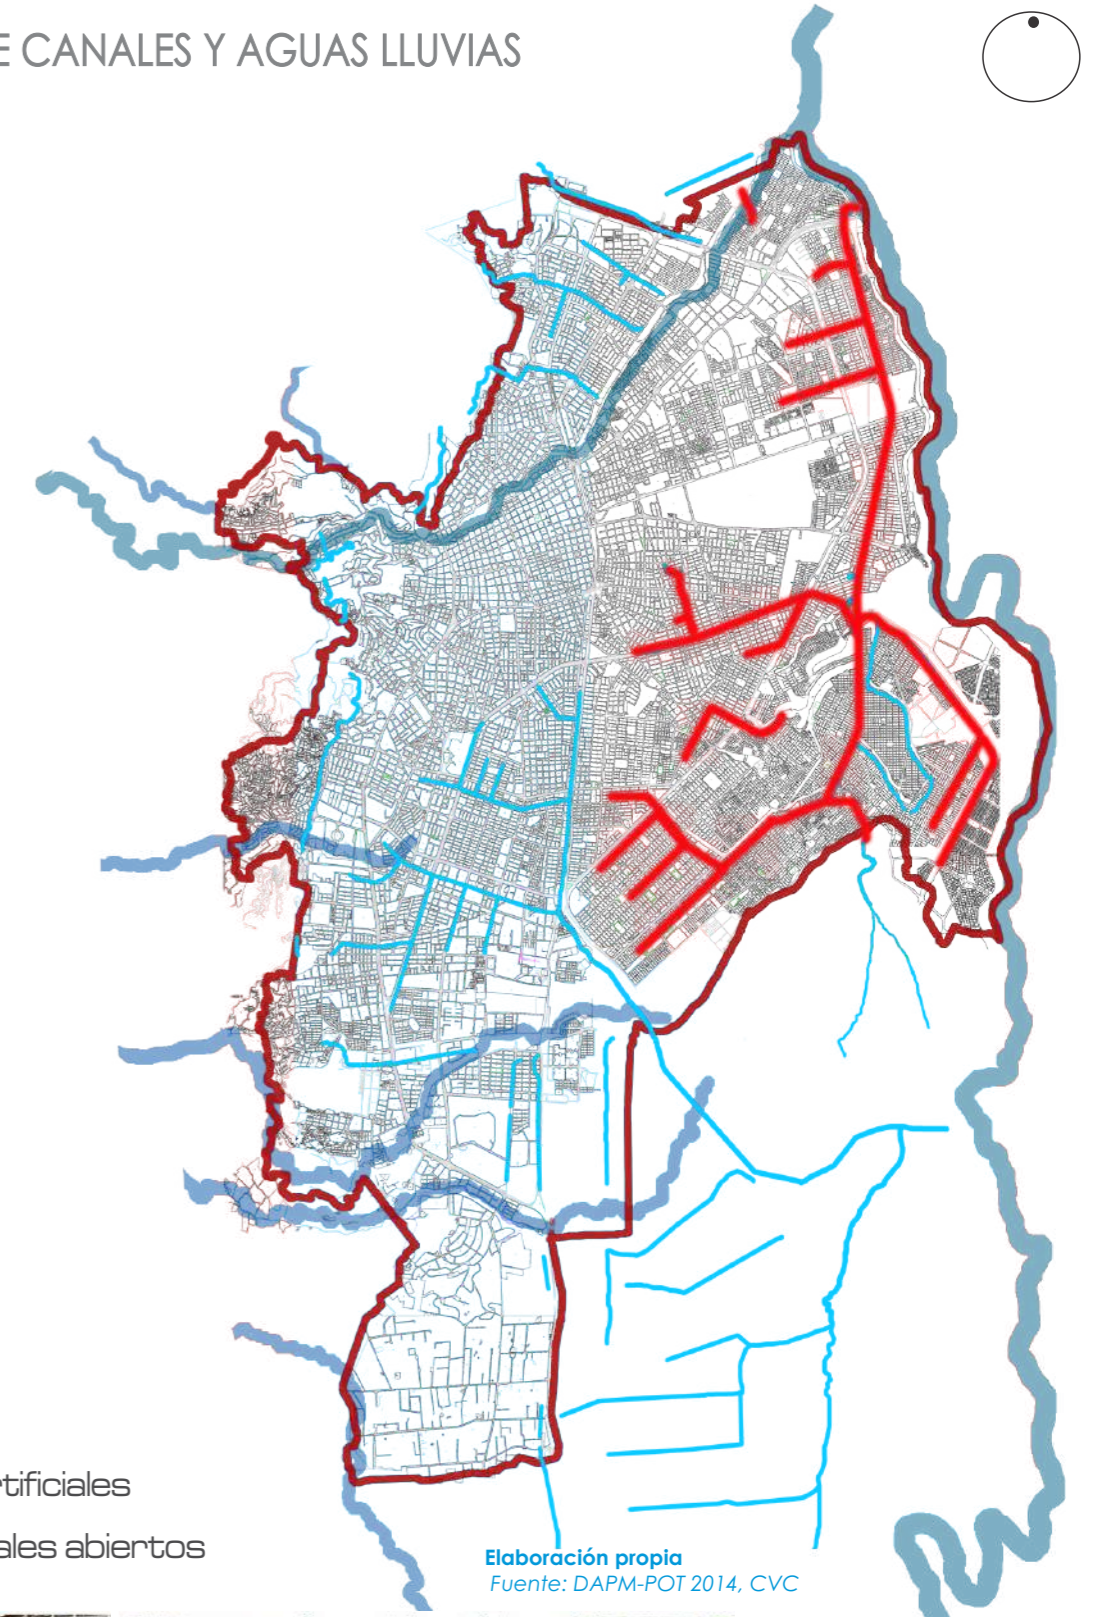 E CANALES Y AGUAS LLUVIAS
rtificiales
ales abiertos
Elaboración propia
Fuente: DAPM-POT 2014, CVC